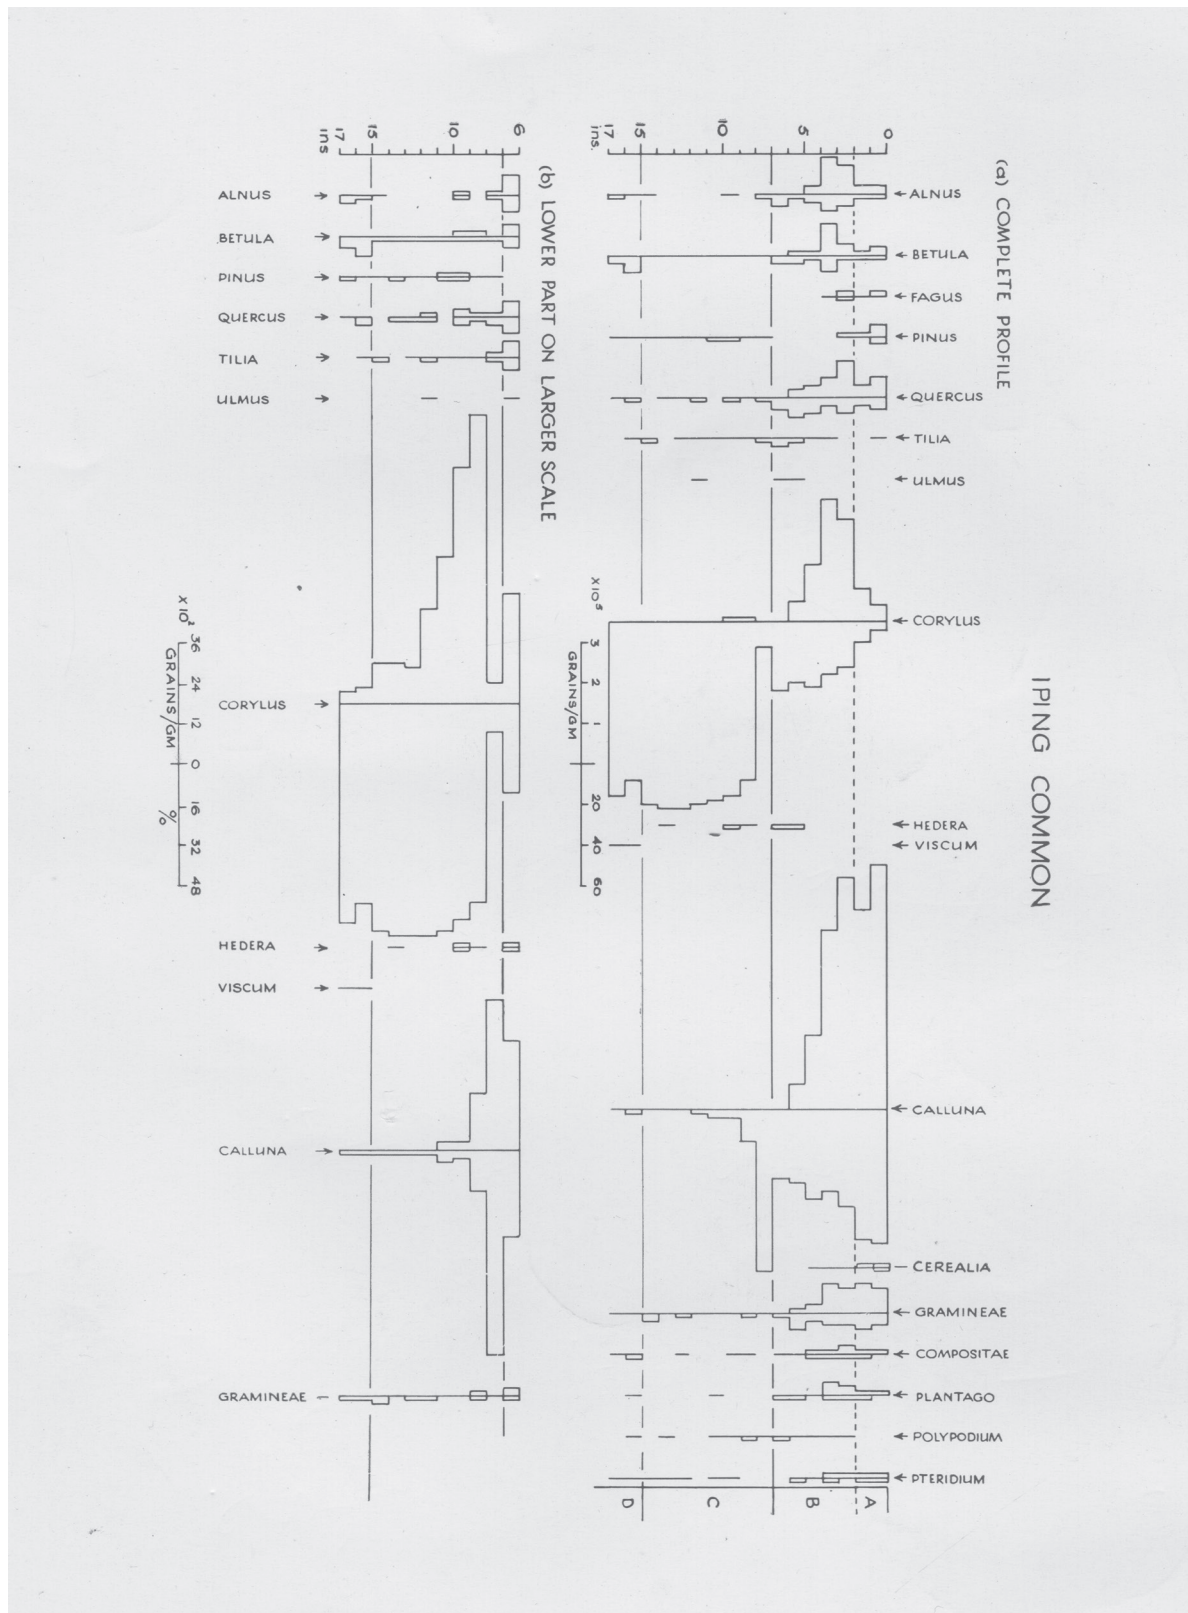 IPING COMMON
(a) COMPLETE PROFILE
0
5
10
15
17
ins.
ALNUS
BETULA
FAGUS
PINUS
QUERCUS
TILIA
ULMUS
CORYLUS
HEDERA
VISCUM
CALLUNA
CEREALIA
GRAMINEAE
COMPOSITAE
PLANTAGO
POLYPODIUM
PTERIDIUM
A
B
C
D
X10⁵
3 2 1 20 40 60
GRAINS/GM
(b) LOWER PART ON LARGER SCALE
6
10
15
17
ins
ALNUS
BETULA
PINUS
QUERCUS
TILIA
ULMUS
CORYLUS
HEDERA
VISCUM
CALLUNA
GRAMINEAE
X10² 36 24 12 0 16 32 48
GRAINS/GM %